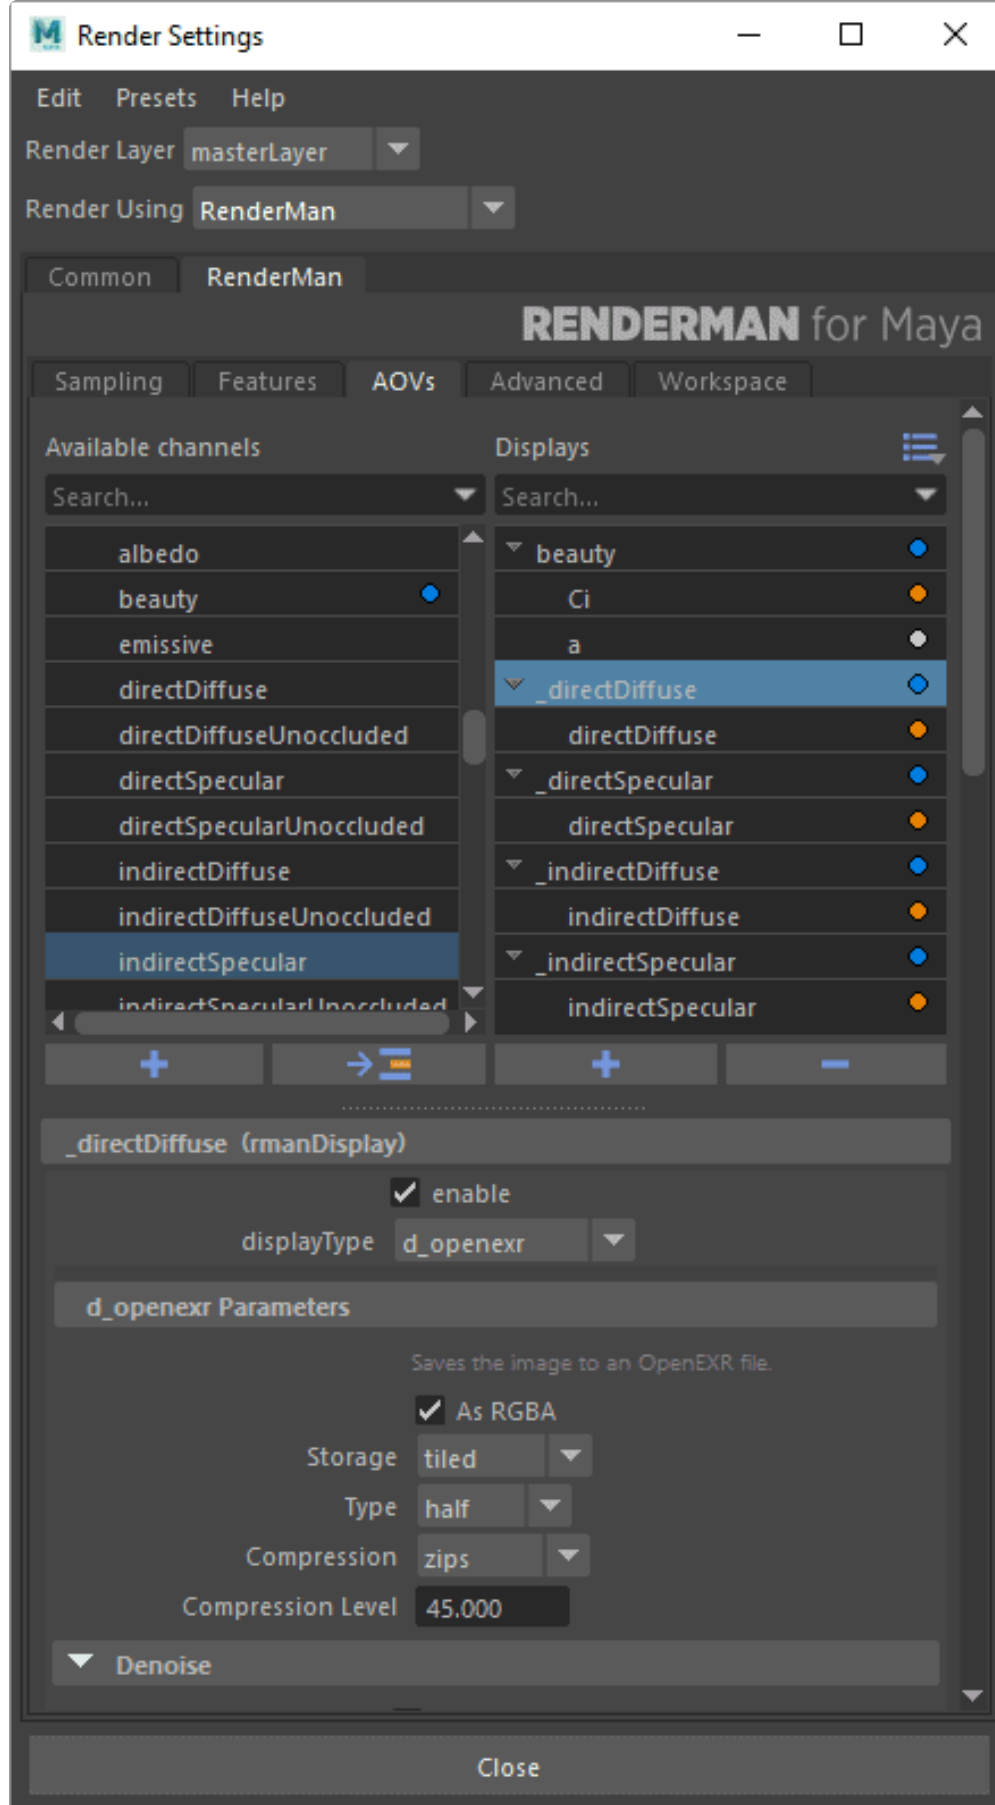 Render Settings
Edit Presets Help
Render Layer masterLayer
Render Using RenderMan
Common RenderMan
RENDERMAN for Maya
Sampling Features AOVs Advanced Workspace
Available channels Displays
Search... Search...
albedo beauty
beauty Ci
emissive a
directDiffuse _directDiffuse
directDiffuseUnoccluded directDiffuse
directSpecular _directSpecular
directSpecularUnoccluded directSpecular
indirectDiffuse _indirectDiffuse
indirectDiffuseUnoccluded indirectDiffuse
indirectSpecular _indirectSpecular
indirectSpecularUnoccluded indirectSpecular
_directDiffuse (rmanDisplay)
enable
displayType d_openexr
d_openexr Parameters
Saves the image to an OpenEXR file.
As RGBA
Storage tiled
Type half
Compression zips
Compression Level 45.000
Denoise
Close